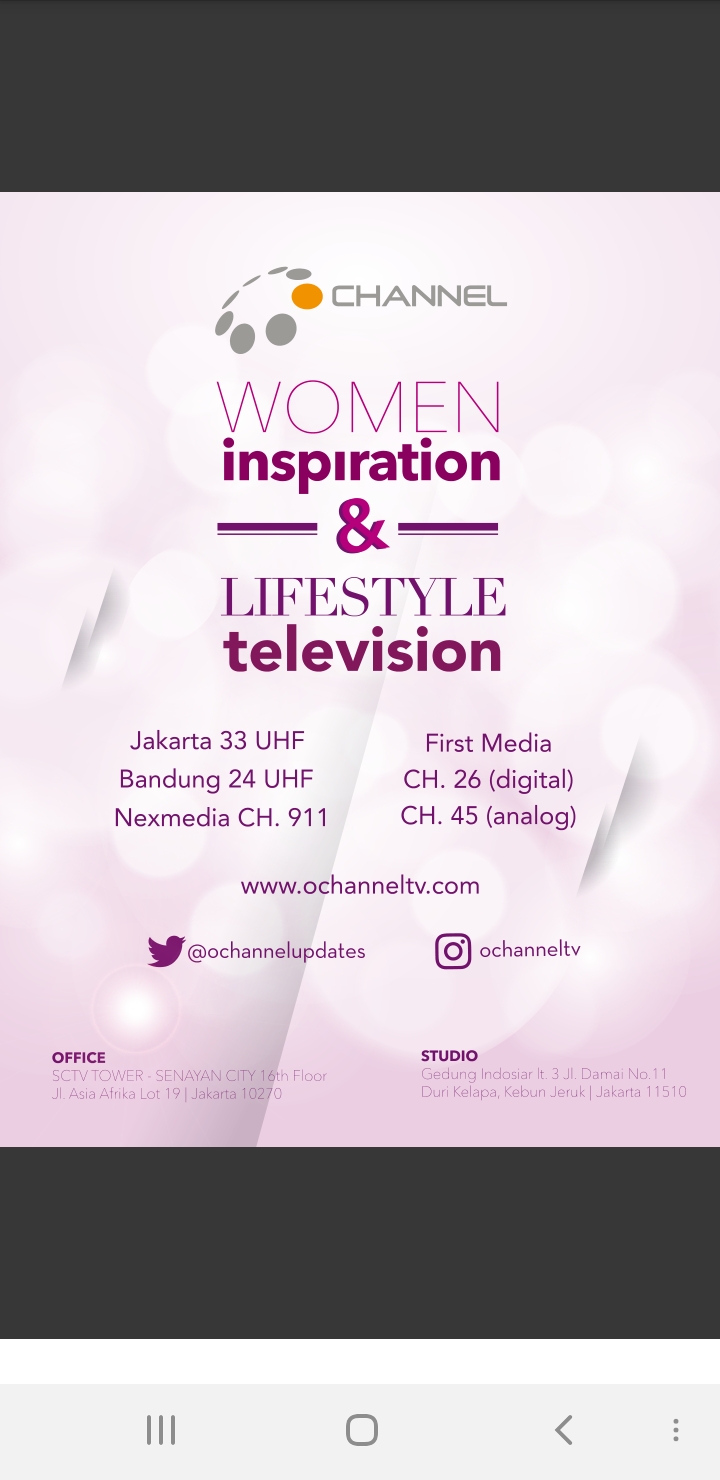 CHANNEL
WOMEN
inspiration
&
LIFESTYLE
television
Jakarta 33 UHF
Bandung 24 UHF
Nexmedia CH. 911
First Media
CH. 26 (digital)
CH. 45 (analog)
www.ochanneltv.com
@ochannelupdates
ochanneltv
OFFICE
SCTV TOWER - SENAYAN CITY 16th Floor
Jl. Asia Afrika Lot 19 | Jakarta 10270
STUDIO
Gedung Indosiar lt. 3 Jl. Damai No.11
Duri Kelapa, Kebun Jeruk | Jakarta 11510